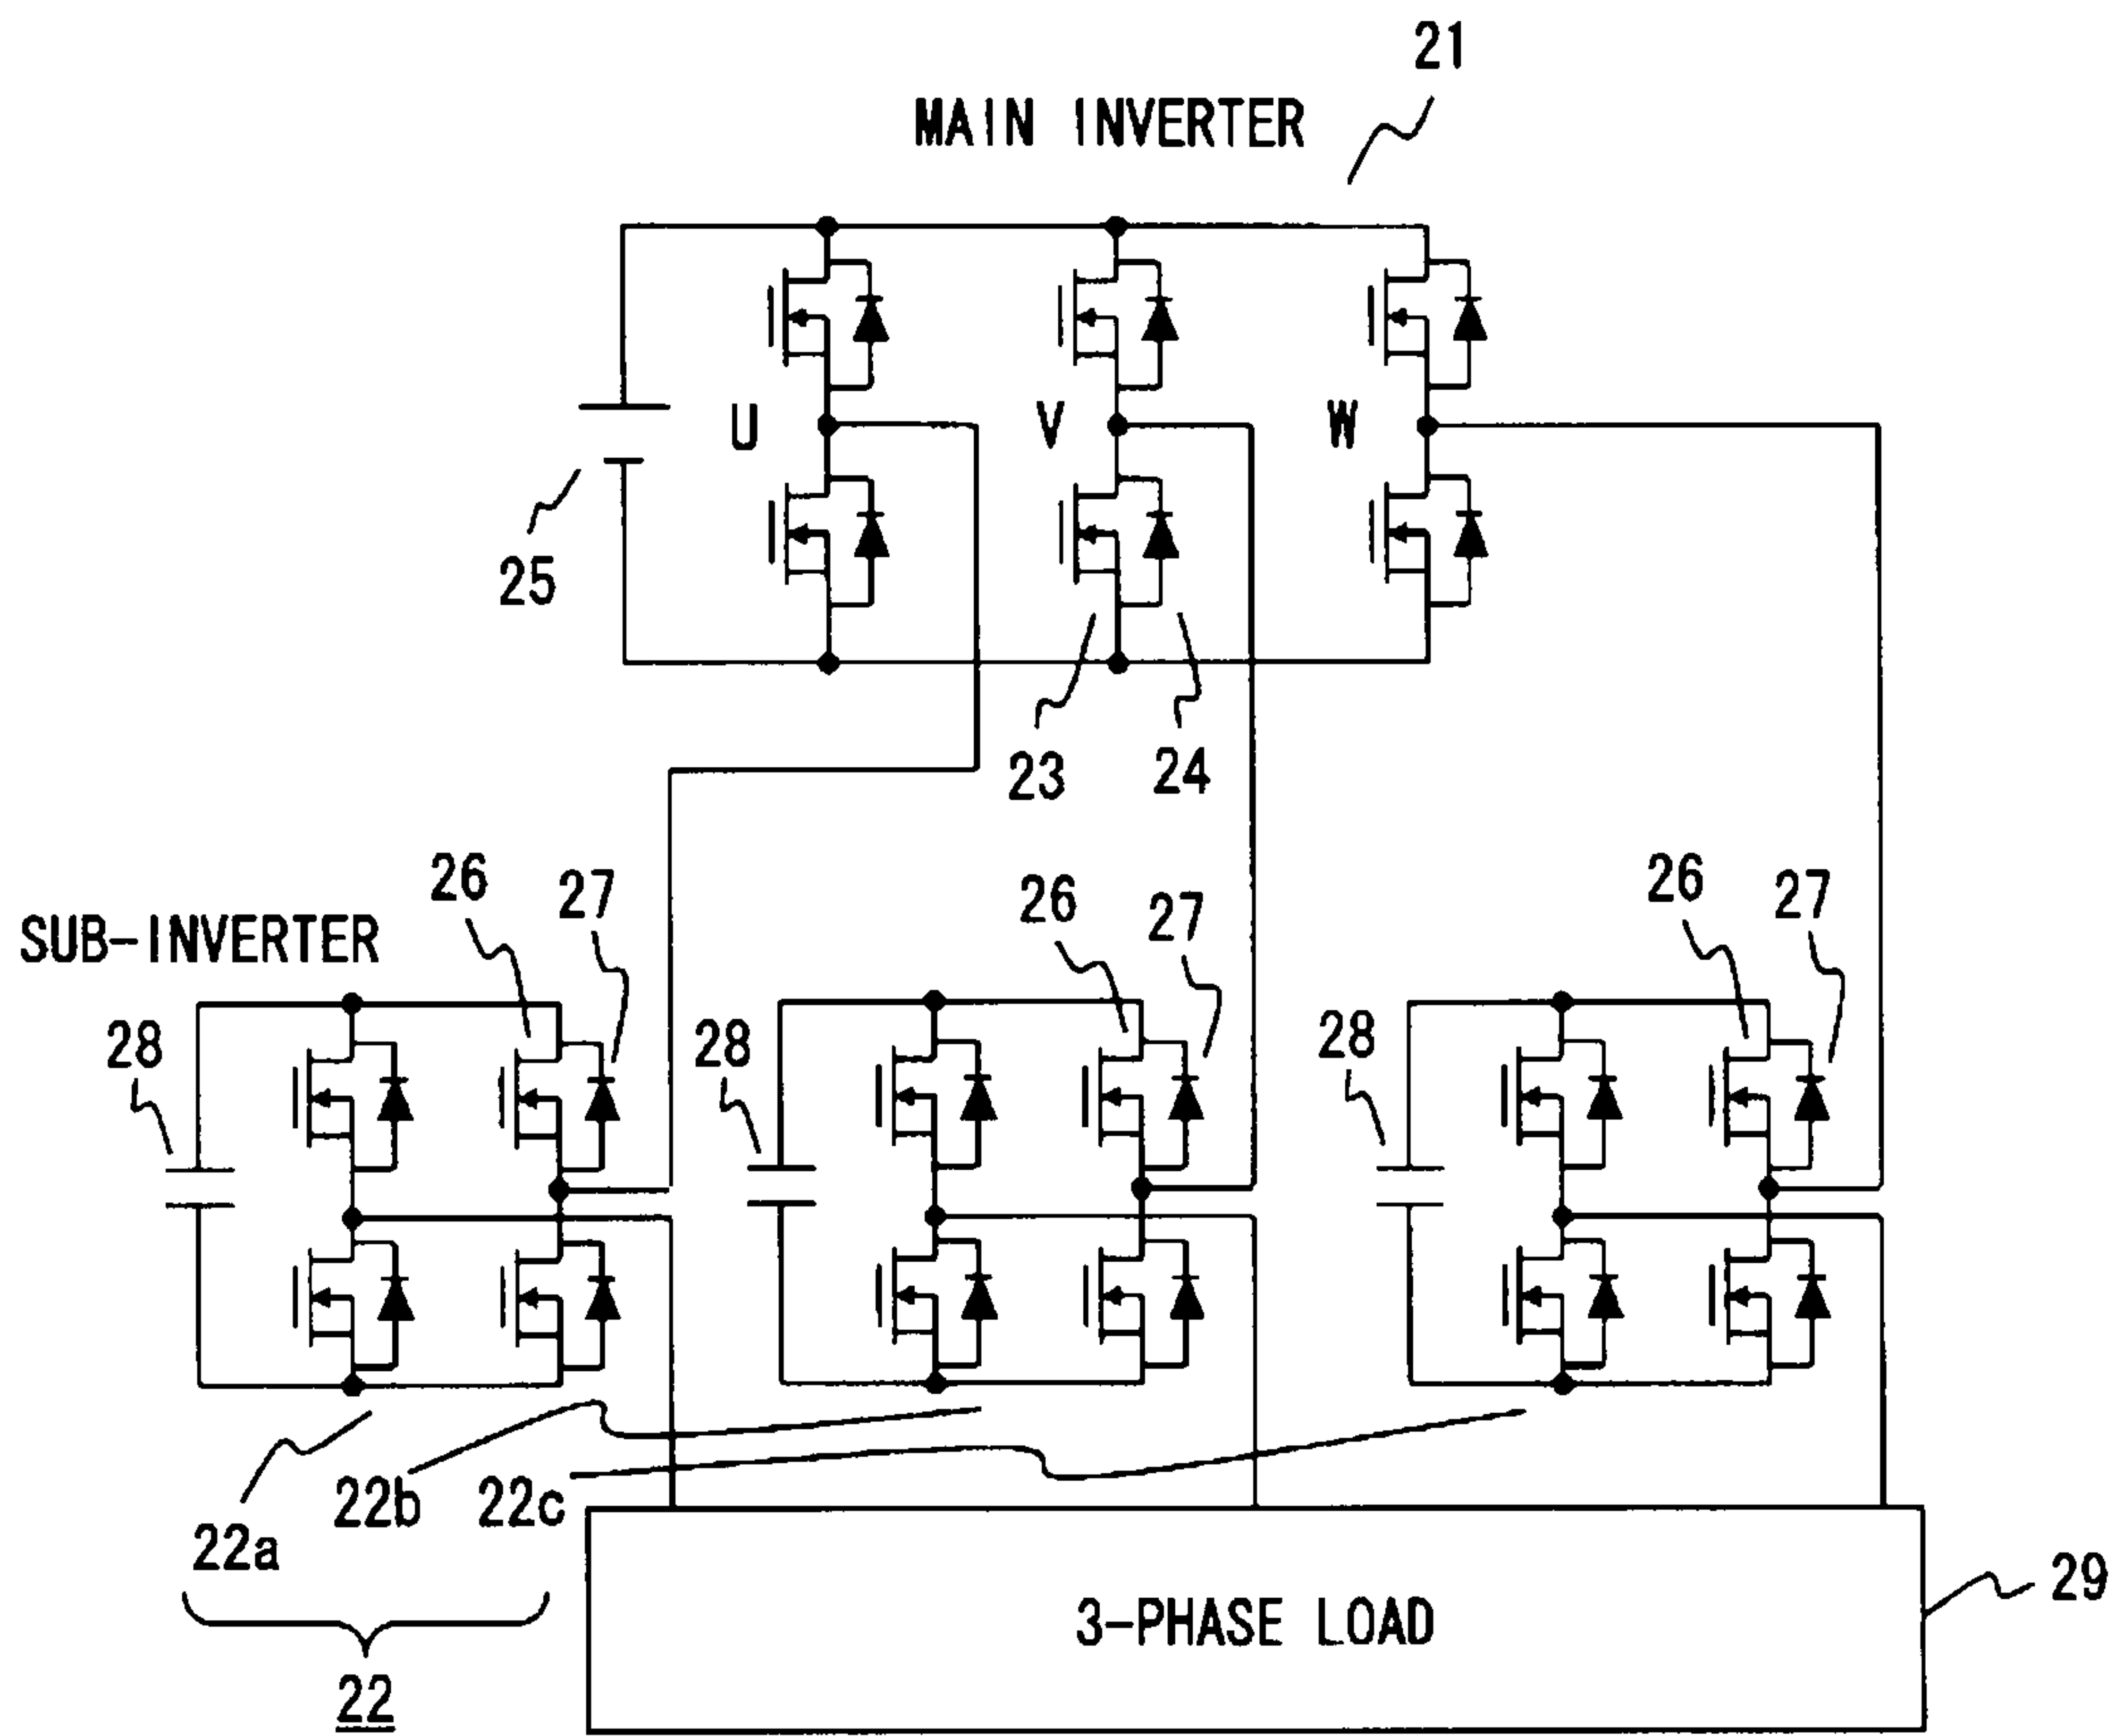 21
MAIN INVERTER
U
V
W
25
23
24
26
27
26
27
26
27
SUB-INVERTER
28
28
28
22b
22c
22a
29
3-PHASE LOAD
22